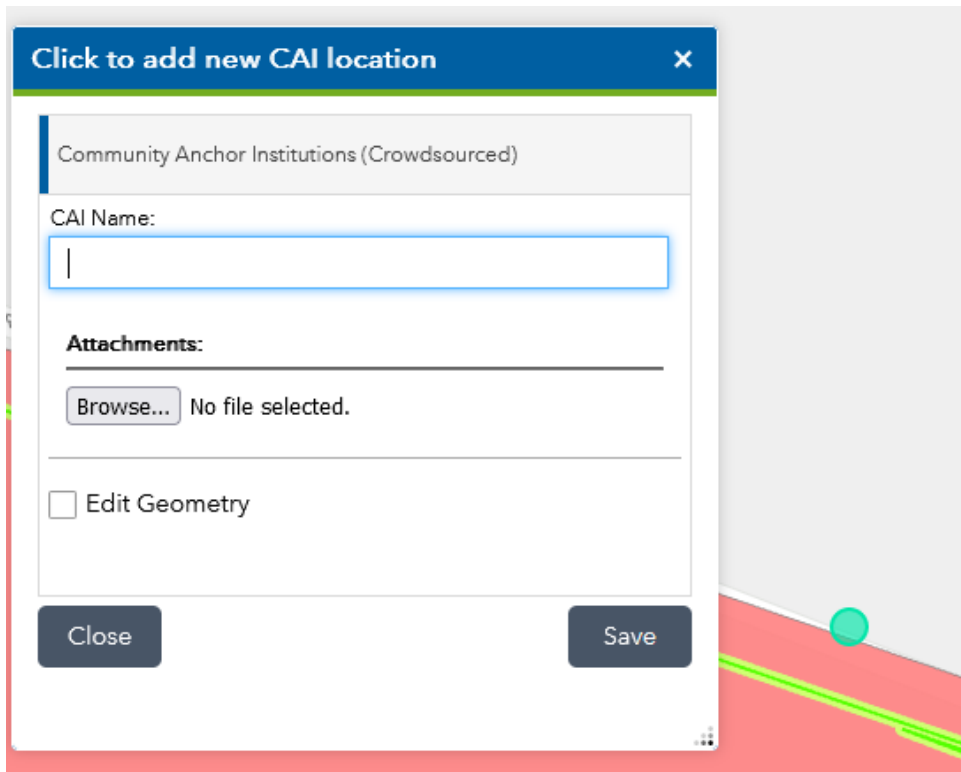 Click to add new CAI location
Community Anchor Institutions (Crowdsourced)
CAI Name:
Attachments:
Browse... No file selected.
Edit Geometry
Close Save